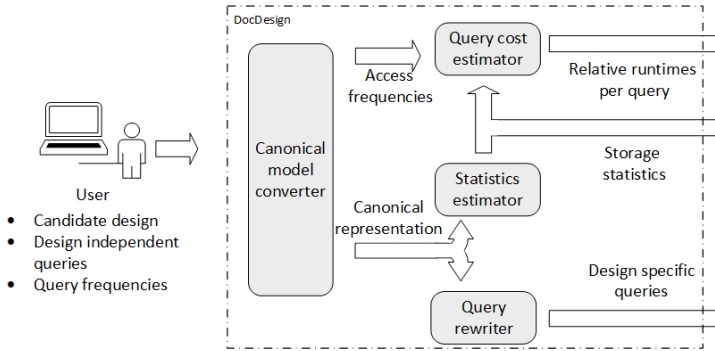 DocDesign
Query cost
estimator
Access
frequencies
Relative runtimes
per query
Canonical
model
converter
Storage
statistics
Statistics
estimator
User
Canonical
representation
• Candidate design
• Design independent
queries
• Query frequencies
Design specific
queries
Query
rewriter